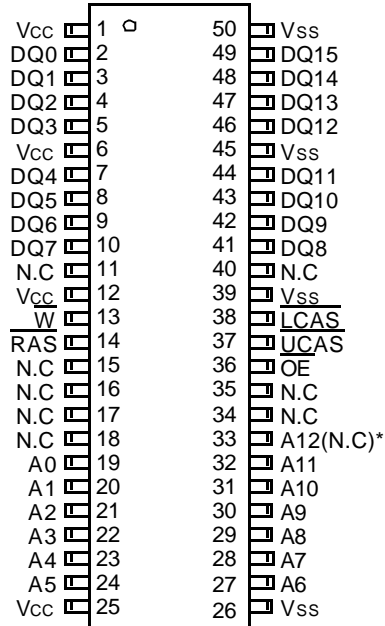 Vcc 1 50 Vss
DQ0 2 49 DQ15
DQ1 3 48 DQ14
DQ2 4 47 DQ13
DQ3 5 46 DQ12
Vcc 6 45 Vss
DQ4 7 44 DQ11
DQ5 8 43 DQ10
DQ6 9 42 DQ9
DQ7 10 41 DQ8
N.C 11 40 N.C
Vcc 12 39 Vss
W 13 38 LCAS
RAS 14 37 UCAS
N.C 15 36 OE
N.C 16 35 N.C
N.C 17 34 N.C
N.C 18 33 A12(N.C)*
A0 19 32 A11
A1 20 31 A10
A2 21 30 A9
A3 22 29 A8
A4 23 28 A7
A5 24 27 A6
Vcc 25 26 Vss